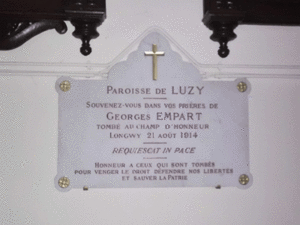 PAROISSE DE LUZY
SOUVENEZ-VOUS DANS VOS PRIÈRES DE
GEORGES EMPART
TOMBÉ AU CHAMP D'HONNEUR
LONGWY 21 AOÛT 1914
REQUIESCAT IN PACE
HONNEUR A CEUX QUI SONT TOMBÉS
POUR VENGER LE DROIT DÉFENDRE NOS LIBERTÉS
ET SAUVER LA PATRIE